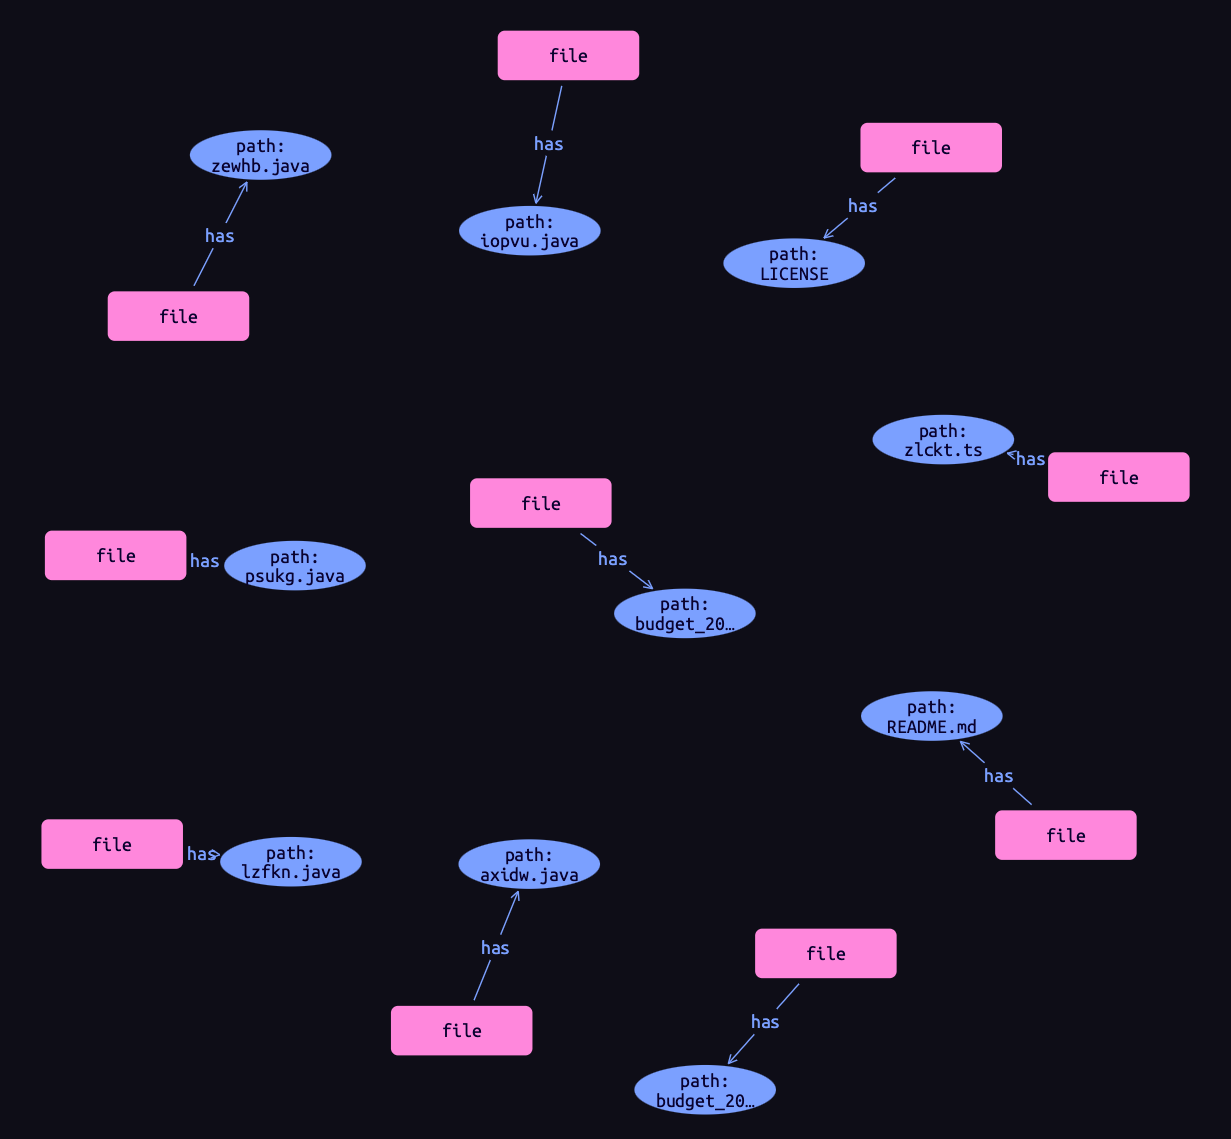 file
has
path:
zewhb.java
has
file
path:
iopvu.java
file
has
path:
LICENSE
path:
zlckt.ts
has
file
file
has
path:
psukg.java
file
has
path:
budget_20…
path:
README.md
has
file
file
has
path:
lzfkn.java
path:
axidw.java
has
file
file
has
path:
budget_20…